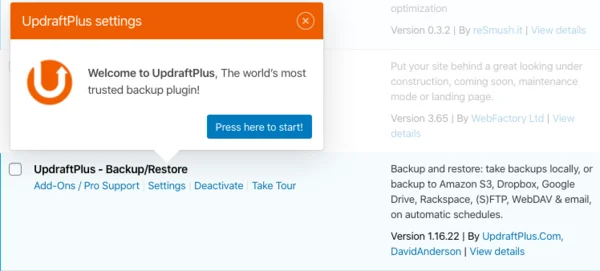 UpdraftPlus settings
Welcome to UpdraftPlus, The world's most
trusted backup plugin!
Press here to start!
optimization
Version 0.3.2 | By reSmush.it | View details
Put your site behind a great looking under
construction, coming soon, maintenance
mode or landing page.
Version 3.65 | By WebFactory Ltd | View
details
UpdraftPlus - Backup/Restore
Add-Ons / Pro Support | Settings | Deactivate | Take Tour
Backup and restore: take backups locally, or
backup to Amazon S3, Dropbox, Google
Drive, Rackspace, (S)FTP, WebDAV & email,
on automatic schedules.
Version 1.16.22 | By UpdraftPlus.Com,
DavidAnderson | View details